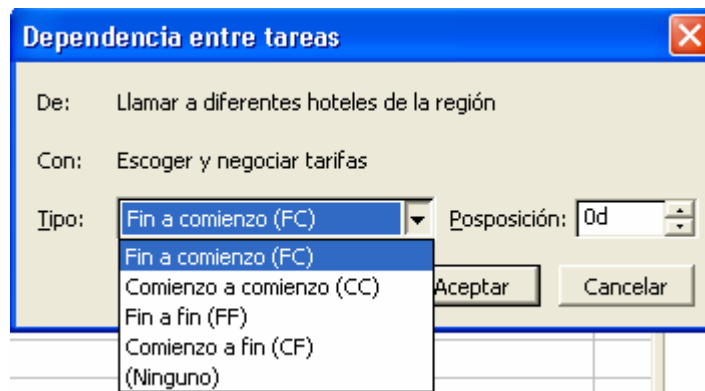 Dependencia entre tareas
De: Llamar a diferentes hoteles de la región
Con: Escoger y negociar tarifas
Tipo: Fin a comienzo (FC) Posposición: 0d
Fin a comienzo (FC)
Comienzo a comienzo (CC)
Fin a fin (FF)
Comienzo a fin (CF)
(Ninguno)
Aceptar Cancelar